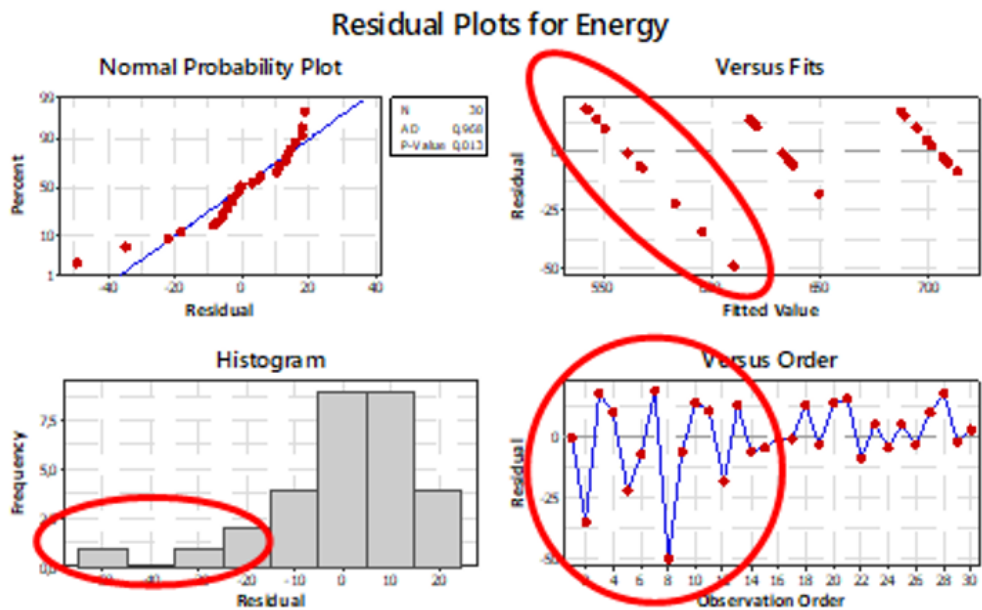 Residual Plots for Energy
Normal Probability Plot
99
90
50
10
1
Percent
-40 -20 0 20 40
Residual
N 30
AD 0,968
P-Value 0,013
Versus Fits
0
-25
-50
Residual
550 650 700
Fitted Value
Histogram
7,5
5,0
0,0
Frequency
-40 -30 -20 -10 0 10 20
Residual
Versus Order
0
-25
Residual
4 6 8 10 12 14 16 18 20 22 24 26 28 30
Observation Order